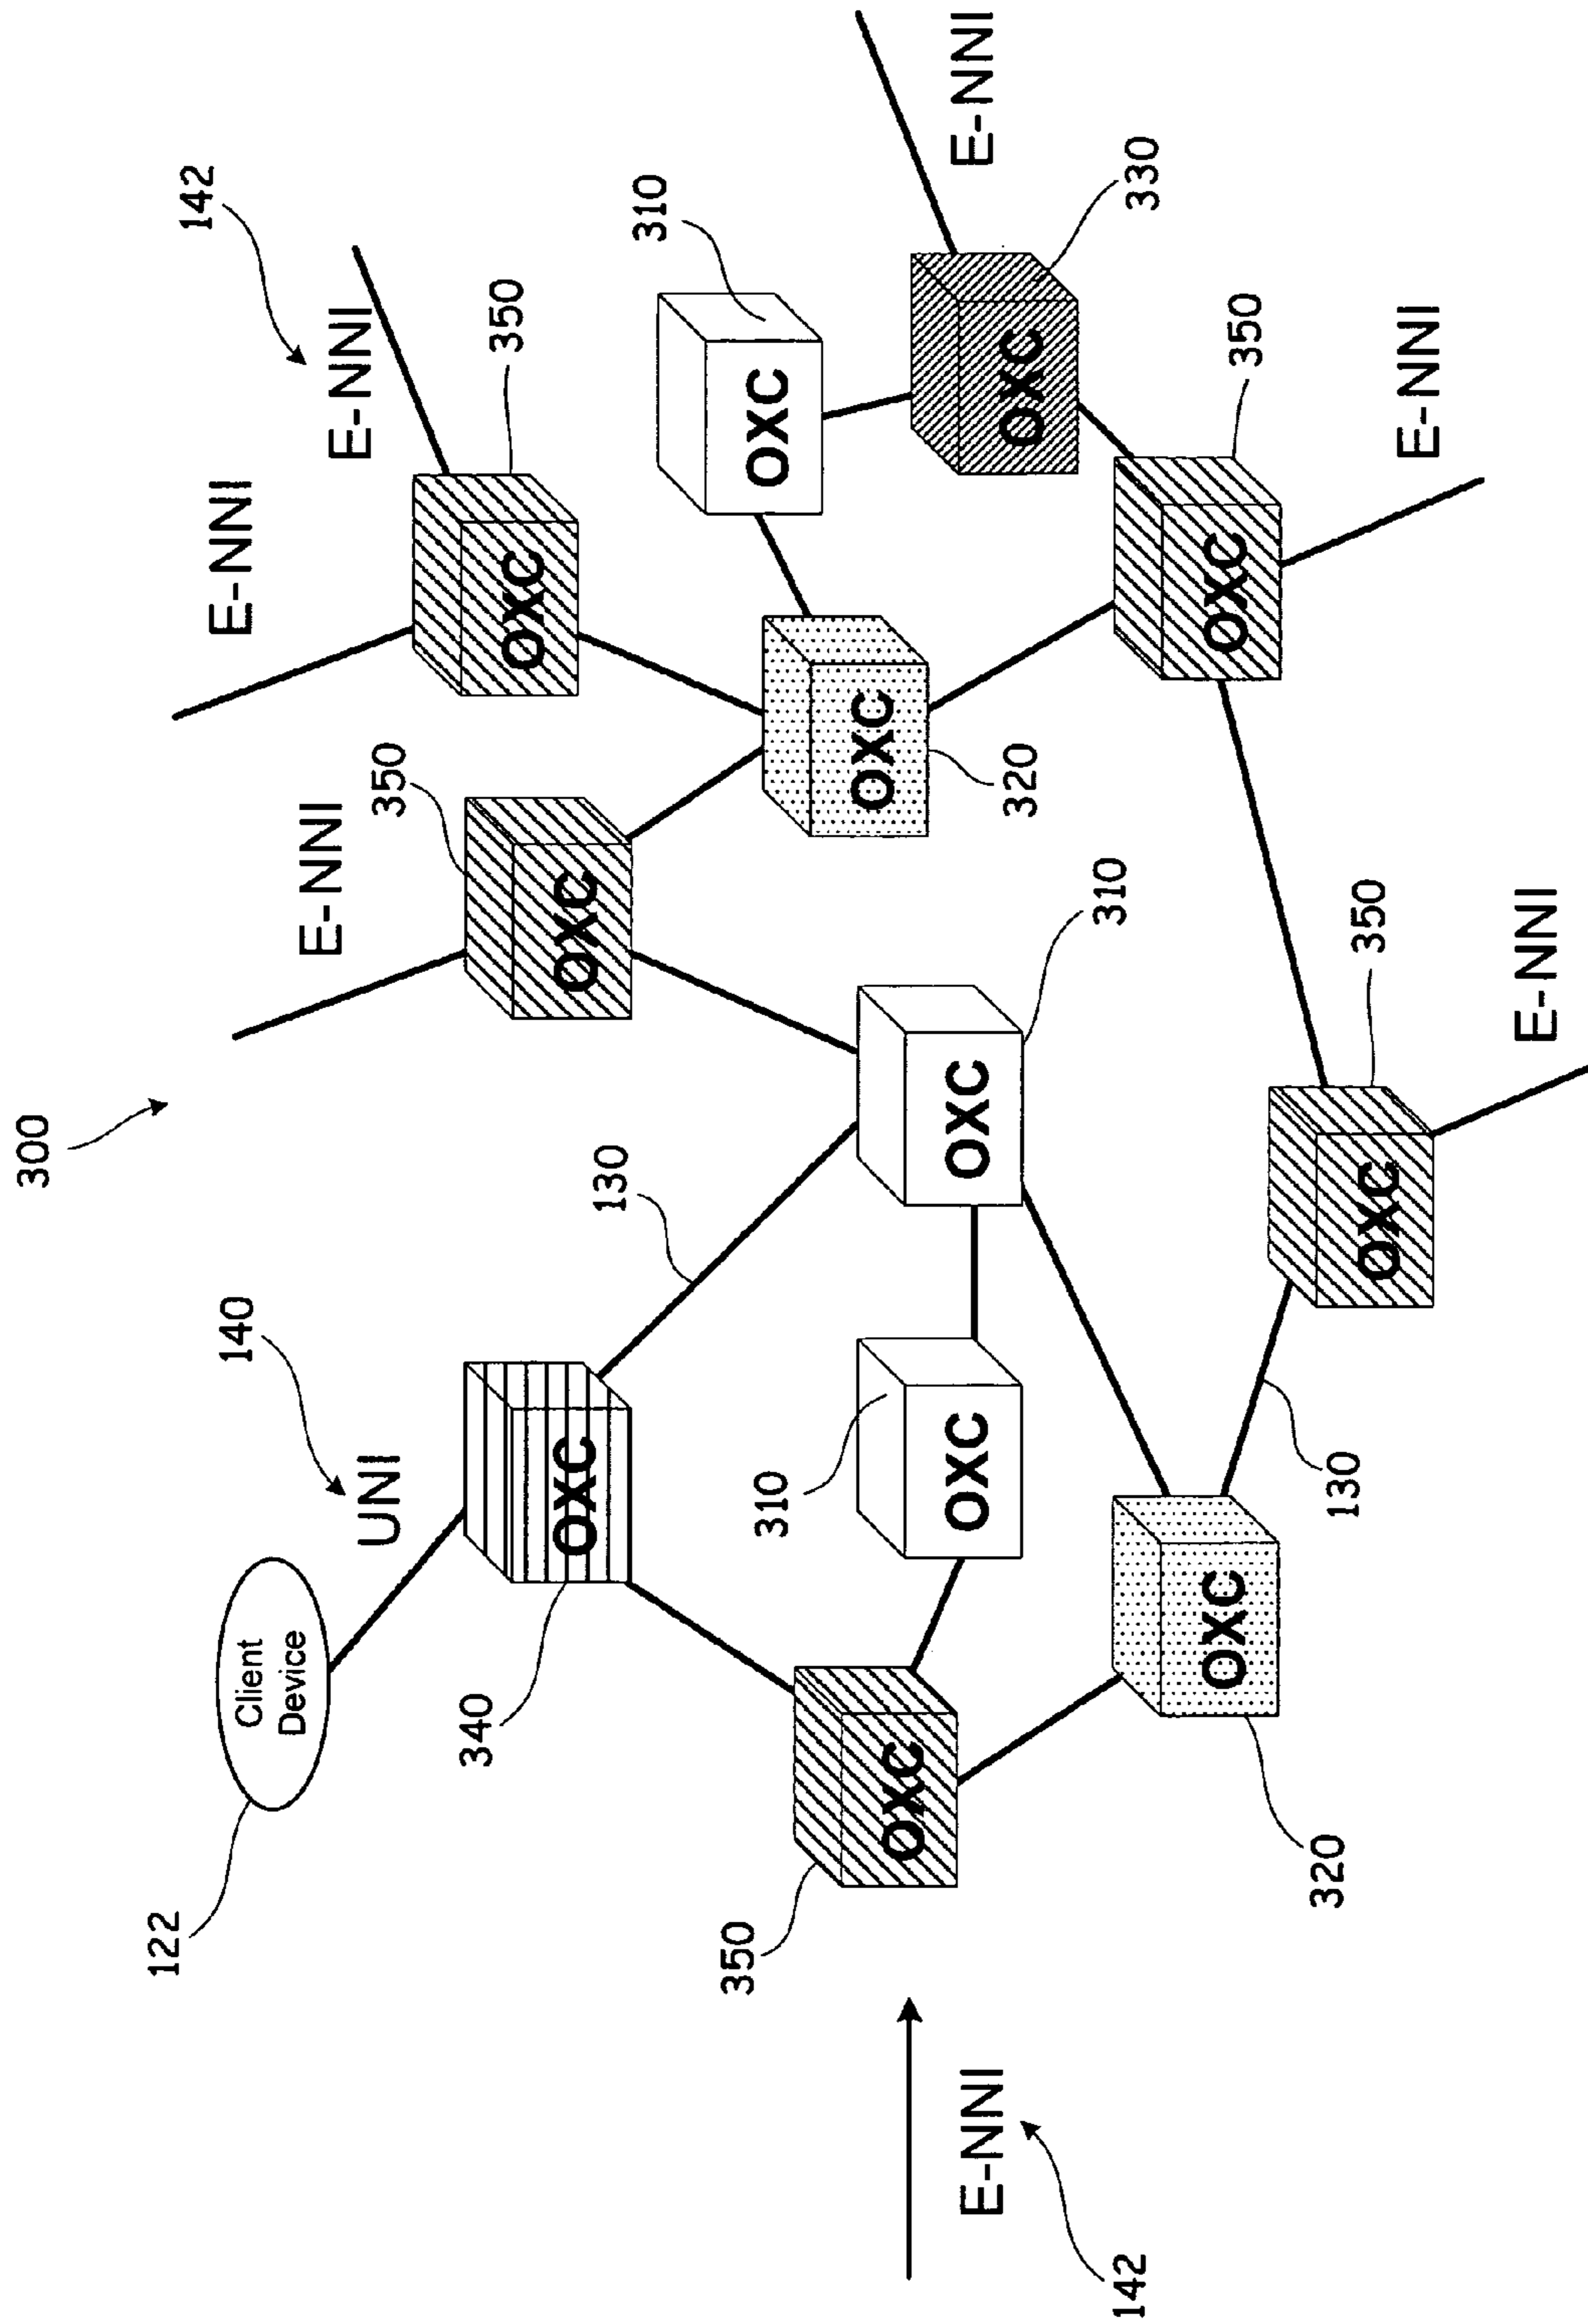 300
122
142
140
E-NNI
Client
Device
E-NNI
E-NNI
UNI
350
340
350
OXC
OXC
OXC
130
310
350
310
OXC
OXC
OXC
OXC
OXC
E-NNI
E-NNI
320
OXC
310
142
330
OXC
OXC
350
320
130
350
OXC
E-NNI
E-NNI